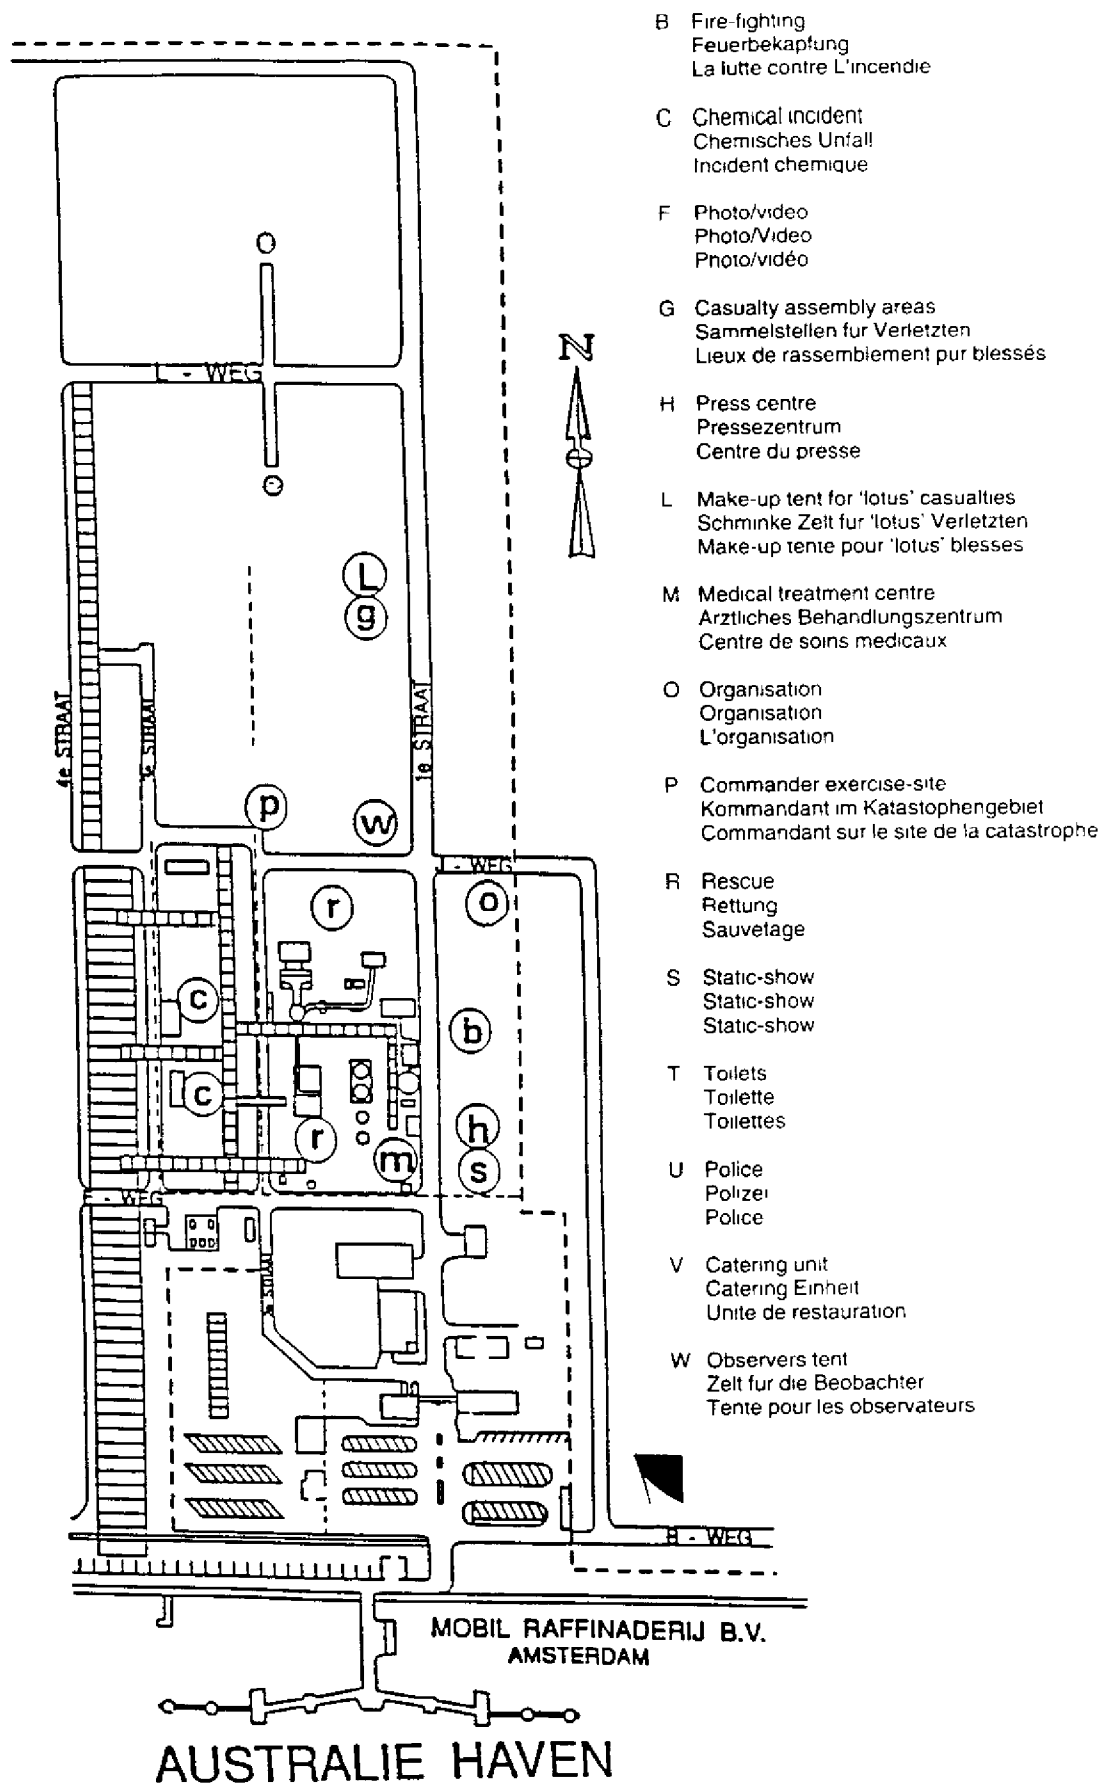 B Fire-fighting
Feuerbekapfung
La lutte contre L'incendie
C Chemical incident
Chemisches Unfall
Incident chemique
F Photo/video
Photo/Video
Photo/vidéo
G Casualty assembly areas
Sammelstellen fur Verletzten
Lieux de rassemblement pur blessés
H Press centre
Pressezentrum
Centre du presse
L Make-up tent for 'lotus' casualties
Schminke Zelt fur 'lotus' Verletzten
Make-up tente pour 'lotus' blesses
M Medical treatment centre
Arztliches Behandlungszentrum
Centre de soins medicaux
O Organisation
Organisation
L'organisation
P Commander exercise-site
Kommandant im Katastophengebiet
Commandant sur le site de la catastrophe
R Rescue
Rettung
Sauvetage
S Static-show
Static-show
Static-show
T Toilets
Toilette
Toilettes
U Police
Polizei
Police
V Catering unit
Catering Einheit
Unite de restauration
W Observers tent
Zelt fur die Beobachter
Tente pour les observateurs
N
L - WEG
L
g
4e STRAAT
STRAAT
1e STRAAT
p
w
WEG
r
o
c
b
c
h
r
m
s
WEG
B - WEG
MOBIL RAFFINADERIJ B.V.
AMSTERDAM
AUSTRALIE HAVEN